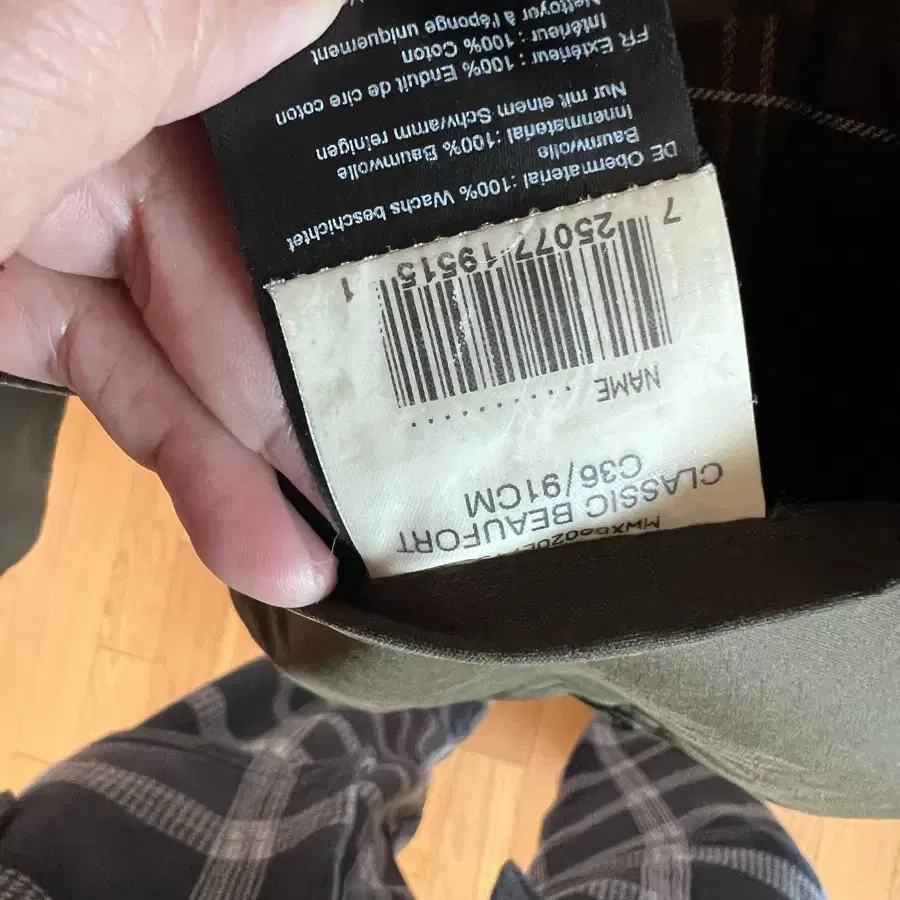 CLASSIC BEAUFORT
C36/91CM
NAME ............
7 25077 19515 1
DE Obermaterial :100% Wachs beschichtet
Baumwolle
Innenmaterial :100% Baumwolle
Nur mit einem Schwamm reinigen
FR Extérieur : 100% Enduit de cire coton
Intérieur : 100% Coton
Nettoyer à l'éponge uniquement